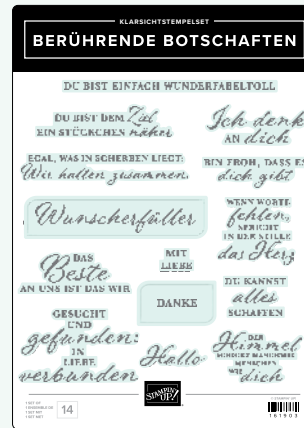 KLARSICHTSTEMPELSET
BERÜHRENDE BOTSCHAFTEN
DU BIST EINFACH WUNDERFABELTOLL
DU BIST DEM Ziel
EIN STÜCKCHEN näher
Ich denk
AN dich
EGAL, WAS IN SCHERBEN LIEGT:
Wir halten zusammen.
BIN FROH, DASS ES
dich gibt
Wunscherfüller
WENN WORTE
fehlen,
SPRICHT
IN DER STILLE
das Herz
DAS
Beste
AN UNS IST DAS WIR
MIT
LIEBE
DANKE
DU KANNST
alles
SCHAFFEN
GESUCHT
UND
gefunden:
IN
LIEBE
verbunden
Hallo
DER
Himmel
SCHICKT MANCHMAL
MENSCHEN
WIE dich
14
STAMPIN' UP!
161903